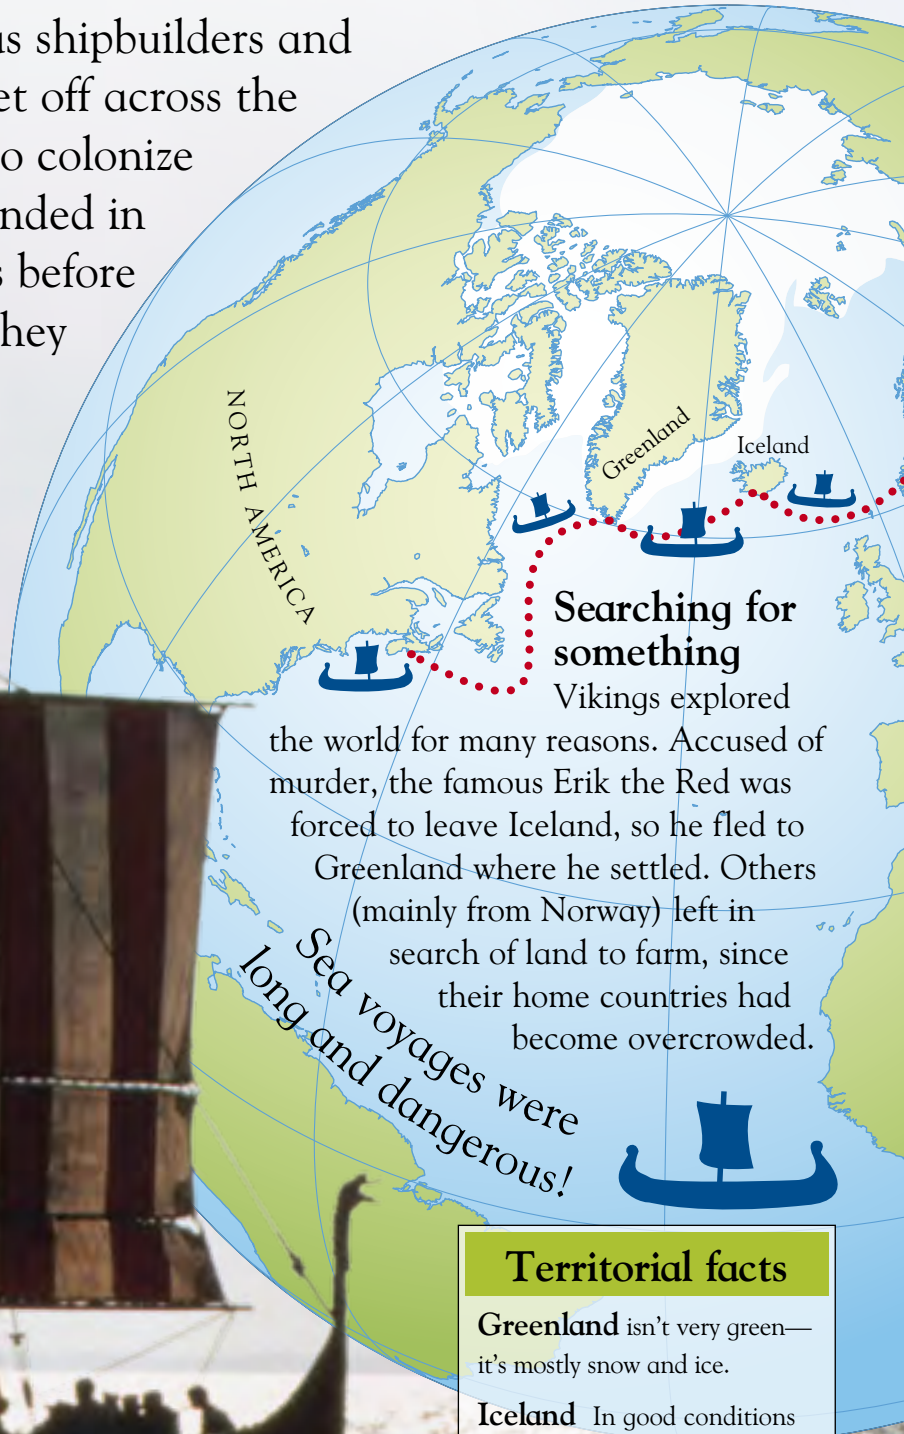 us shipbuilders and
et off across the
o colonize
nded in
s before
hey
NORTH AMERICA
Greenland
Iceland
Searching for
something
Vikings explored
the world for many reasons. Accused of
murder, the famous Erik the Red was
forced to leave Iceland, so he fled to
Greenland where he settled. Others
(mainly from Norway) left in
search of land to farm, since
their home countries had
become overcrowded.
Sea voyages were
long and dangerous!
Territorial facts
Greenland isn't very green—
it's mostly snow and ice.
Iceland In good conditions